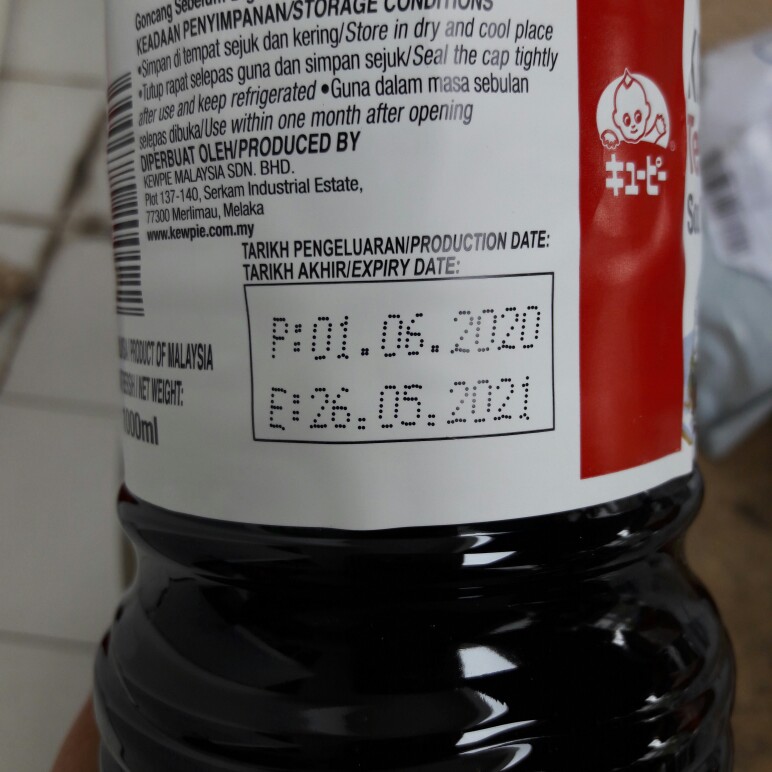 Goncang
KEADAAN PENYIMPANAN/STORAGE CONDITIONS
•Simpan di tempat sejuk dan kering/Store in dry and cool place
•Tutup rapat selepas guna dan simpan sejuk/Seal the cap tightly
after use and keep refrigerated •Guna dalam masa sebulan
selepas dibuka/Use within one month after opening
DIPERBUAT OLEH/PRODUCED BY
KEWPIE MALAYSIA SDN. BHD.
Plot 137-140, Serkam Industrial Estate,
77300 Merlimau, Melaka
www.kewpie.com.my
TARIKH PENGELUARAN/PRODUCTION DATE:
TARIKH AKHIR/EXPIRY DATE:
P:01.06.2020
E:26.05.2021
PRODUCT OF MALAYSIA
NET WEIGHT:
キユーピー
®